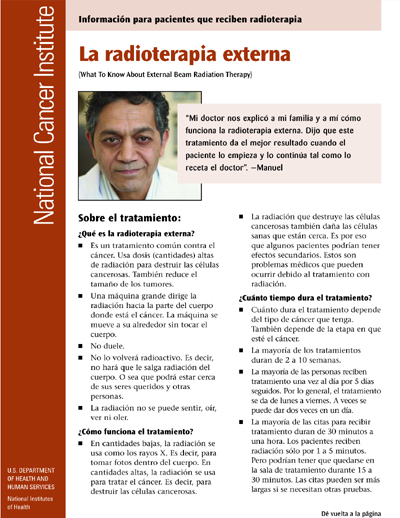 Información para pacientes que reciben radioterapia
National Cancer Institute
La radioterapia externa
(What To Know About External Beam Radiation Therapy)
"Mi doctor nos explicó a mi familia y a mí cómo
funciona la radioterapia externa. Dijo que este
tratamiento da el mejor resultado cuando el
paciente lo empieza y lo continúa tal como lo
receta el doctor". —Manuel
Sobre el tratamiento:
¿Qué es la radioterapia externa?
■ Es un tratamiento común contra el
cáncer. Usa dosis (cantidades) altas
de radiación para destruir las células
cancerosas. También reduce el
tamaño de los tumores.
■ Una máquina grande dirige la
radiación hacia la parte del cuerpo
donde está el cáncer. La máquina se
mueve a su alrededor sin tocar el
cuerpo.
■ No duele.
■ No lo volverá radioactivo. Es decir,
no hará que le salga radiación del
cuerpo. O sea que podrá estar cerca
de sus seres queridos y otras
personas.
■ La radiación no se puede sentir, oír,
ver ni oler.
¿Cómo funciona el tratamiento?
■ En cantidades bajas, la radiación se
usa como los rayos X. Es decir, para
tomar fotos dentro del cuerpo. En
cantidades altas, la radiación se usa
para tratar el cáncer. Es decir, para
destruir las células cancerosas.
■ La radiación que destruye las células
cancerosas también daña las células
sanas que están cerca. Es por eso
que algunos pacientes podrían tener
efectos secundarios. Estos son
problemas médicos que pueden
ocurrir debido al tratamiento con
radiación.
¿Cuánto tiempo dura el tratamiento?
■ Cuánto dura el tratamiento depende
del tipo de cáncer que tenga.
También depende de la etapa en que
esté el cáncer.
■ La mayoría de los tratamientos
duran de 2 a 10 semanas.
■ La mayoría de las personas reciben
tratamiento una vez al día por 5 días
seguidos. Por lo general, el tratamiento
se da de lunes a viernes. A veces se
puede dar dos veces en un día.
■ La mayoría de las citas para recibir
tratamiento duran de 30 minutos a
una hora. Los pacientes reciben
radiación sólo por 1 a 5 minutos.
Pero podrían tener que quedarse en
la sala de tratamiento durante 15 a
30 minutos. Las citas pueden ser más
largas si se necesitan otras pruebas.
U.S. DEPARTMENT
OF HEALTH AND
HUMAN SERVICES
National Institutes
of Health
Dé vuelta a la página